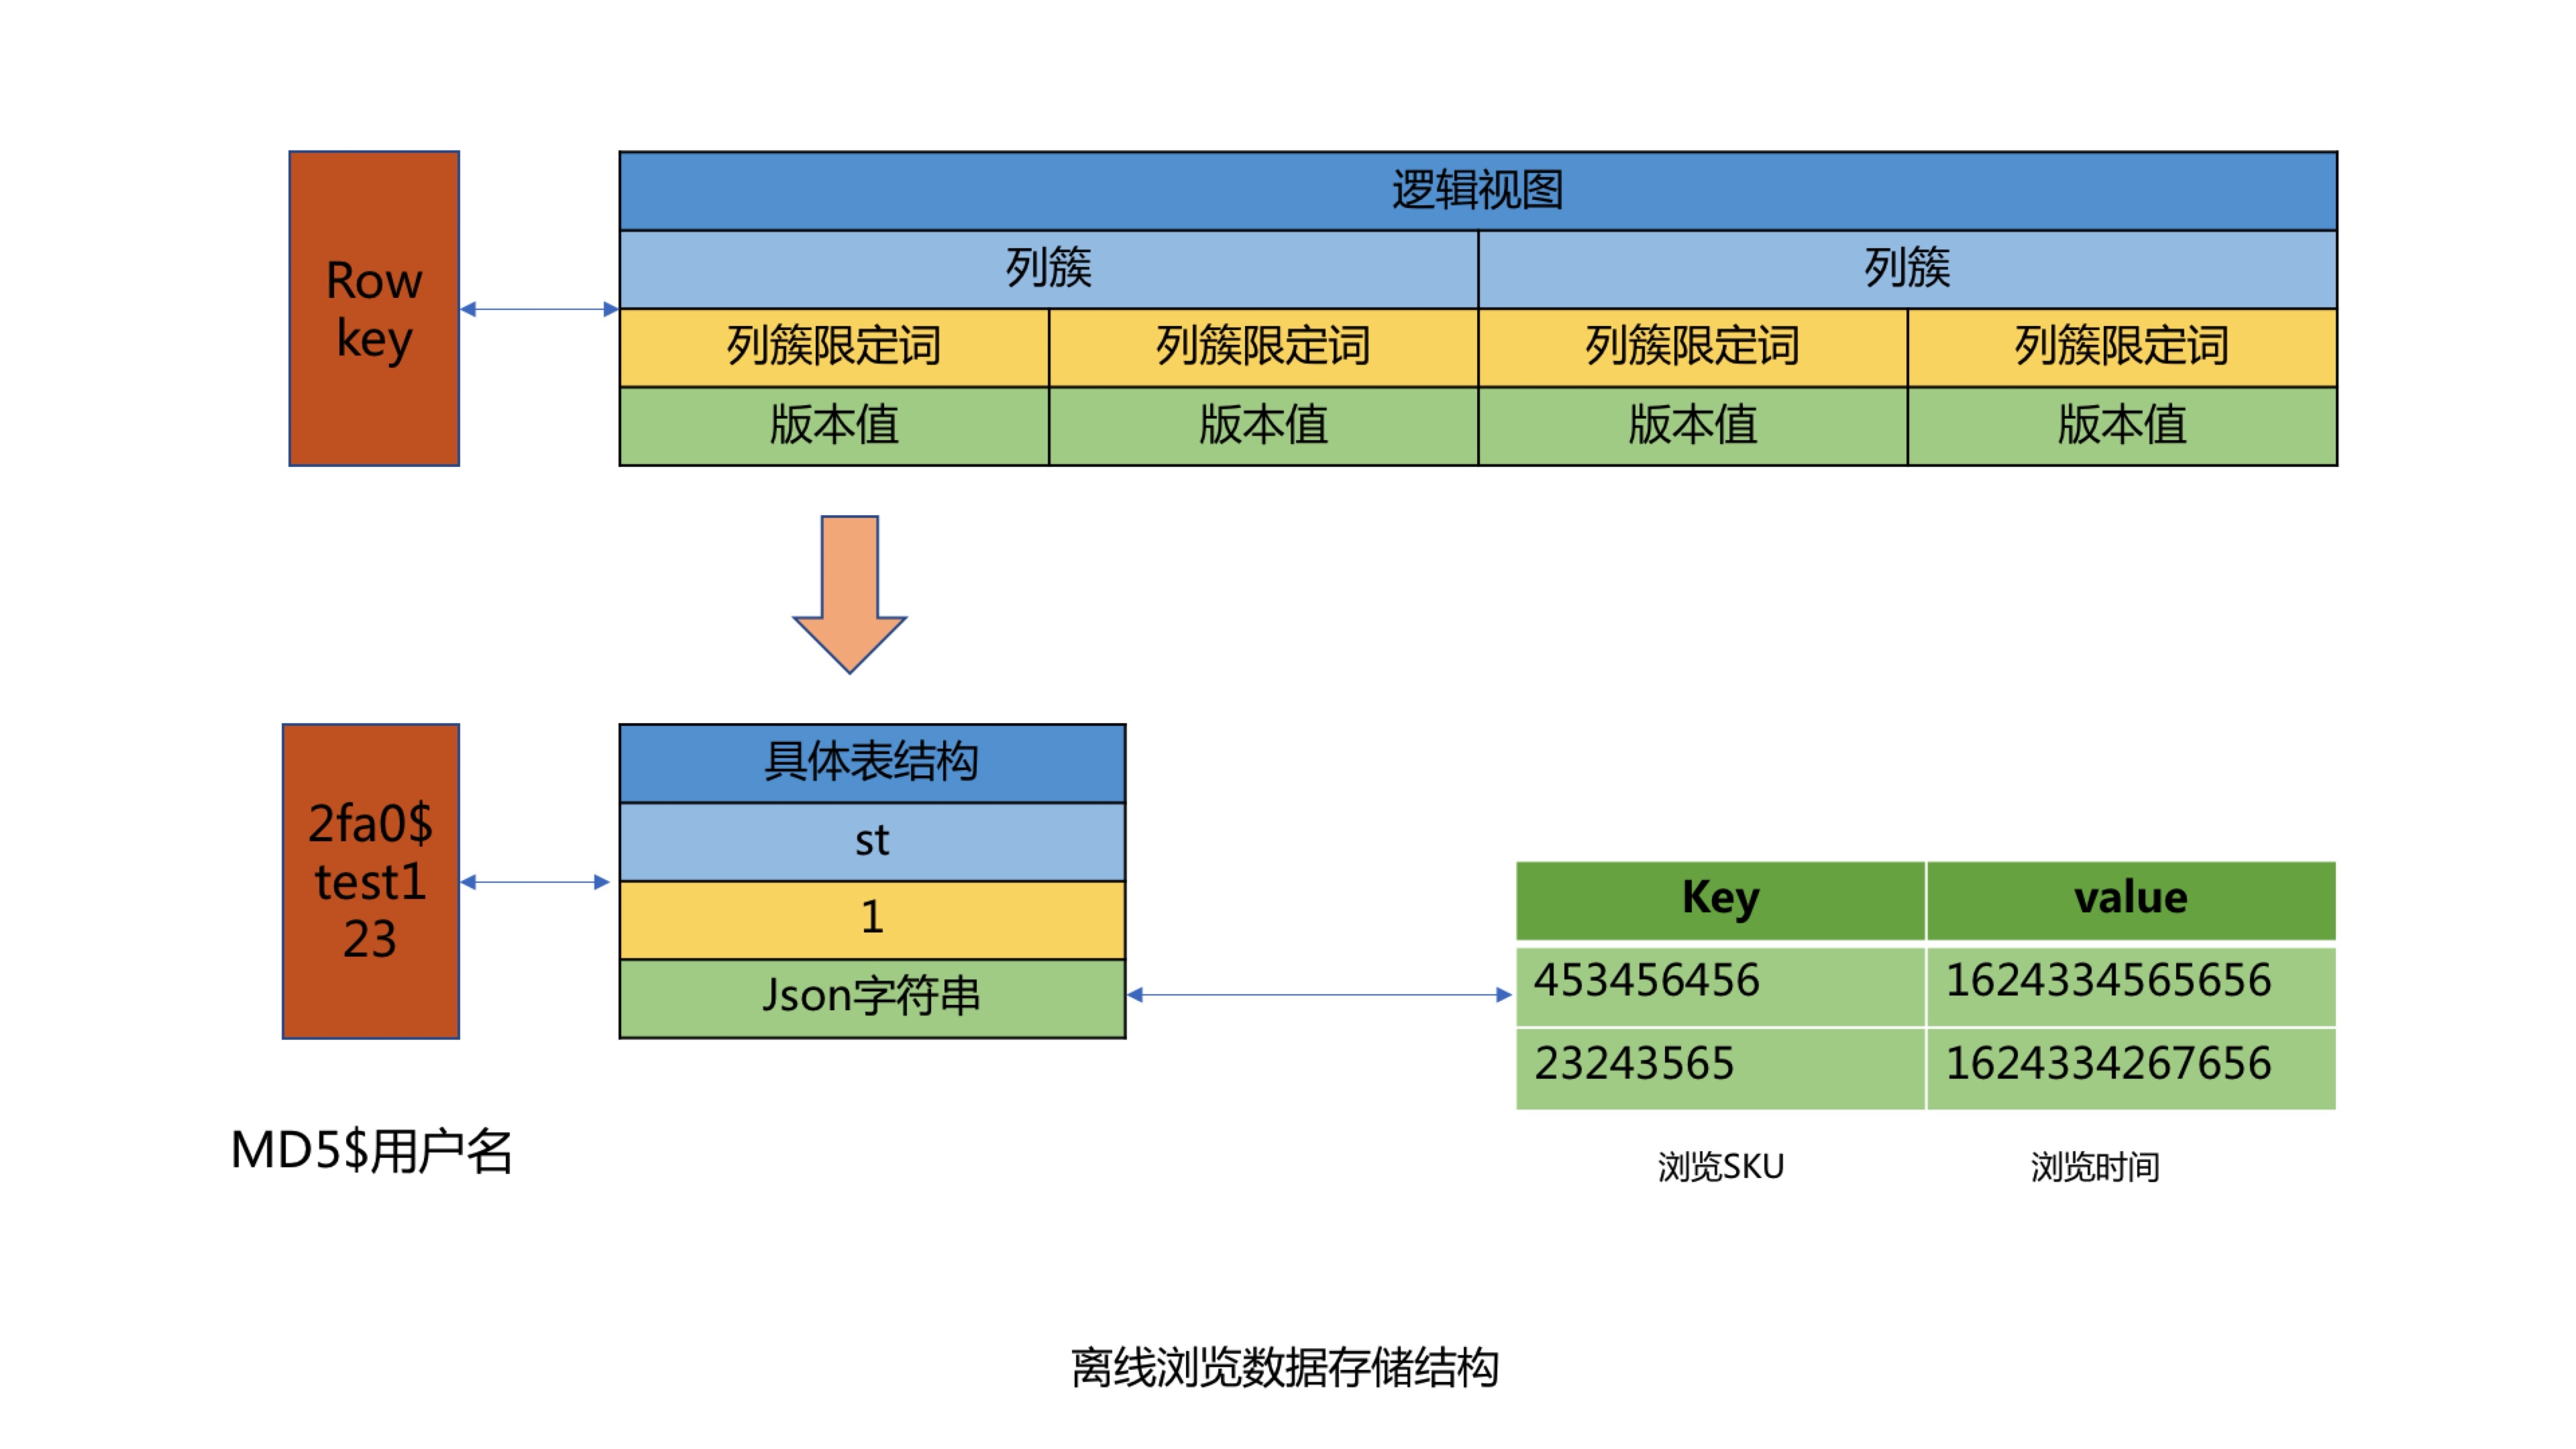 Row
key
逻辑视图
列簇 列簇
列簇限定词 列簇限定词 列簇限定词 列簇限定词
版本值 版本值 版本值 版本值
2fa0$
test1
23
具体表结构
st
1
Json字符串
Key value
453456456 1624334565656
23243565 1624334267656
MD5$用户名
浏览SKU 浏览时间
离线浏览数据存储结构